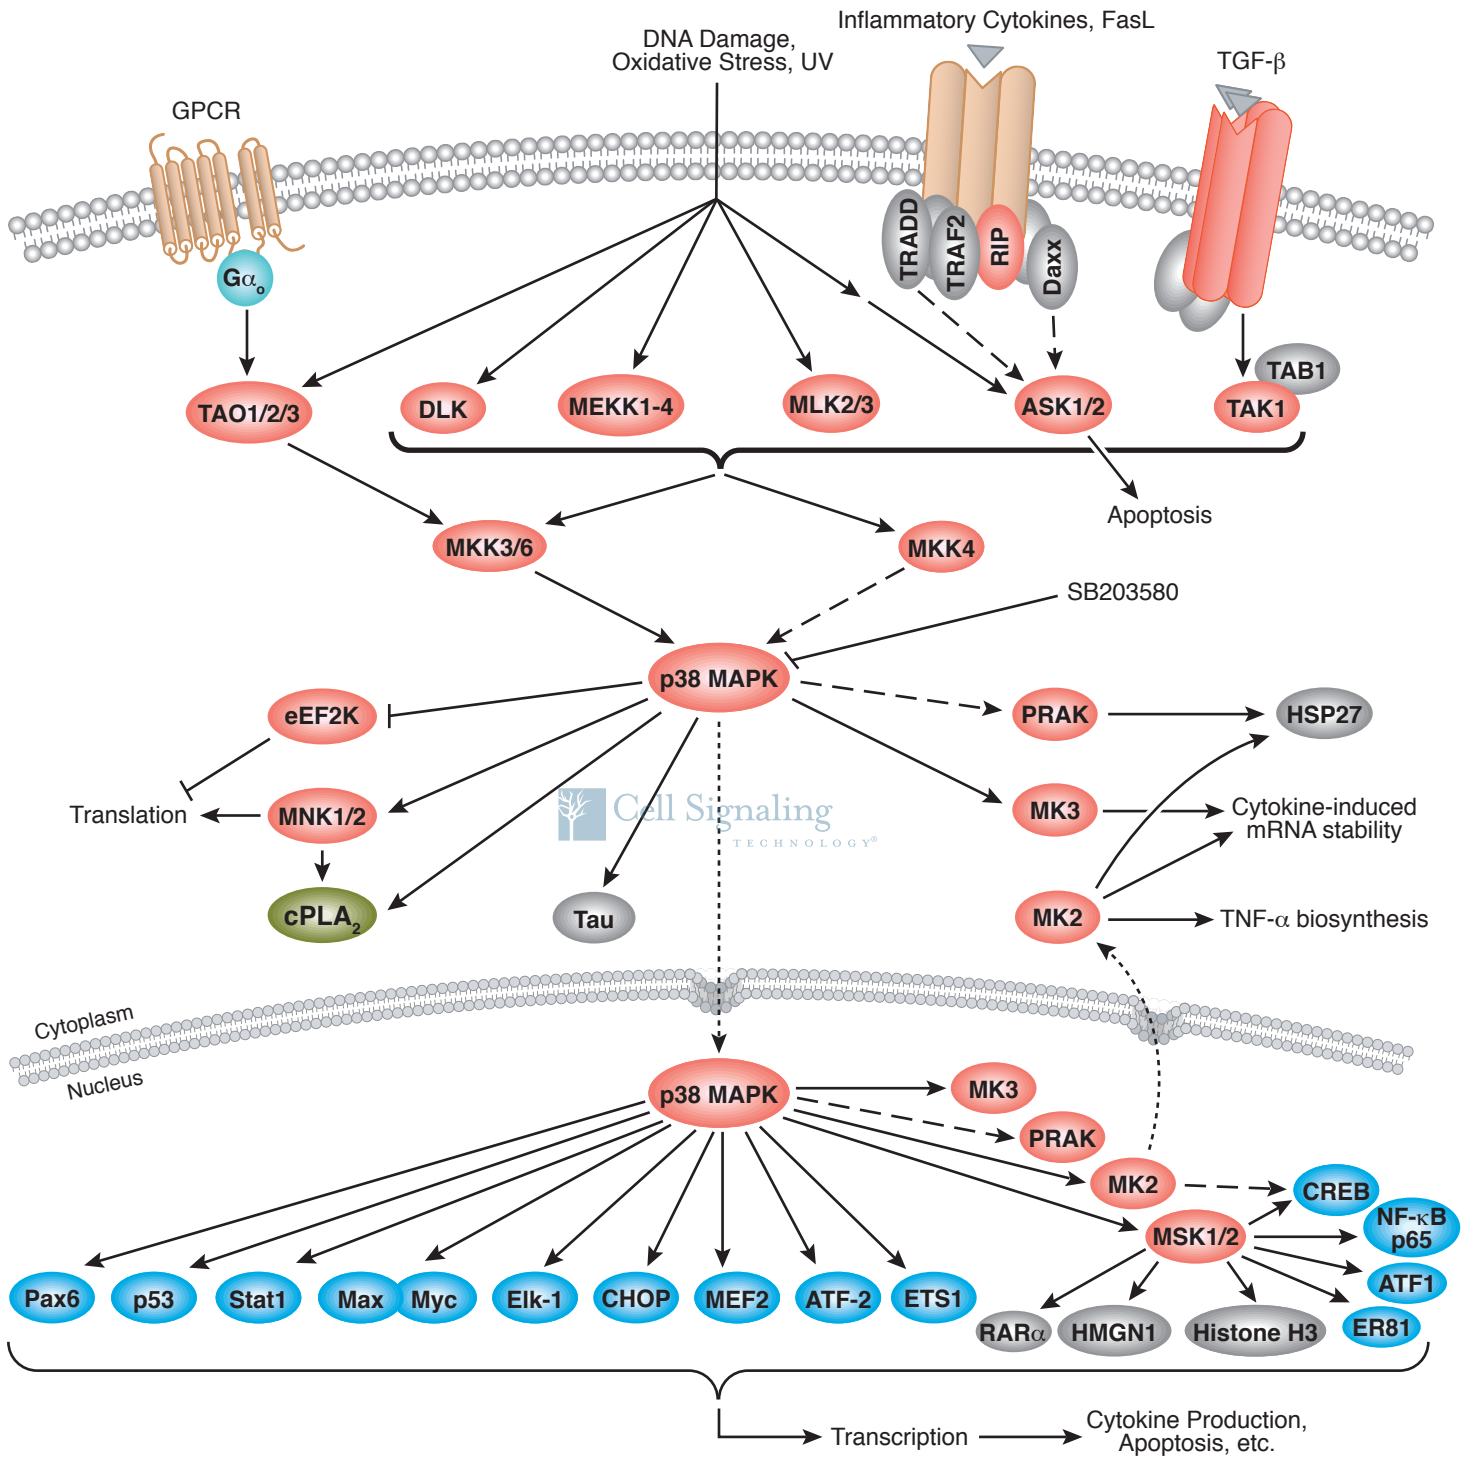 Inflammatory Cytokines, FasL
DNA Damage,
Oxidative Stress, UV
TGF-β
GPCR
TRADD
TRAF2
RIP
Daxx
Gαo
TAB1
TAO1/2/3
DLK
MEKK1-4
MLK2/3
ASK1/2
TAK1
Apoptosis
MKK3/6
MKK4
SB203580
p38 MAPK
eEF2K
PRAK
HSP27
Translation
MNK1/2
MK3
Cytokine-induced
mRNA stability
Cell Signaling
TECHNOLOGY®
cPLA2
Tau
MK2
TNF-α biosynthesis
Cytoplasm
Nucleus
p38 MAPK
MK3
PRAK
MK2
CREB
MSK1/2
NF-κB
p65
ATF1
Pax6
p53
Stat1
Max
Myc
Elk-1
CHOP
MEF2
ATF-2
ETS1
RARα
HMGN1
Histone H3
ER81
Transcription
Cytokine Production,
Apoptosis, etc.